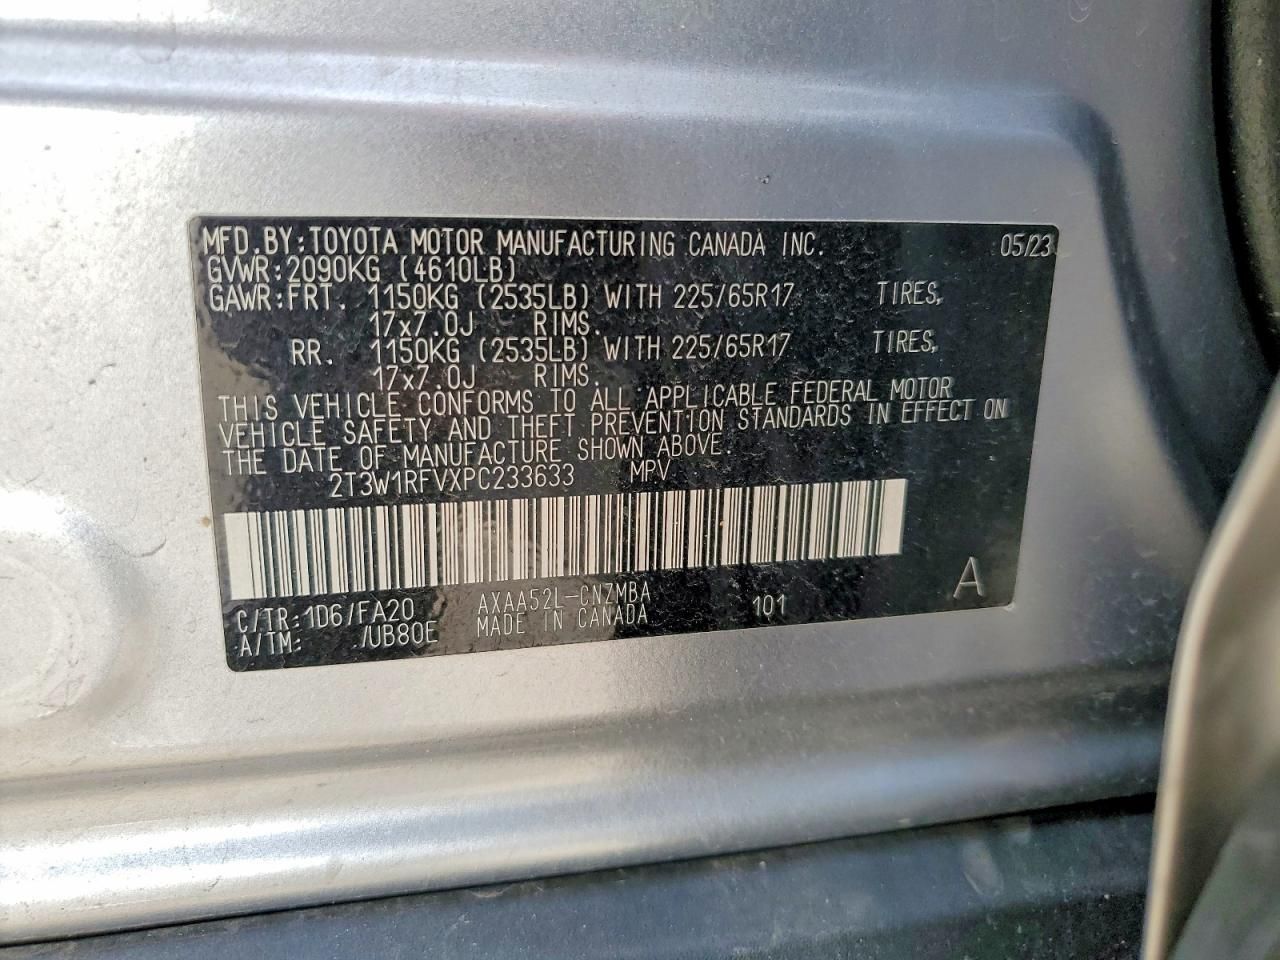 MFD.BY:TOYOTA MOTOR MANUFACTURING CANADA INC. 05/23
GVWR:2090KG (4610LB)
GAWR:FRT. 1150KG (2535LB) WITH 225/65R17 TIRES,
17x7.0J RIMS.
RR. 1150KG (2535LB) WITH 225/65R17 TIRES,
17x7.0J RIMS.
THIS VEHICLE CONFORMS TO ALL APPLICABLE FEDERAL MOTOR
VEHICLE SAFETY AND THEFT PREVENTION STANDARDS IN EFFECT ON
THE DATE OF MANUFACTURE SHOWN ABOVE.
2T3W1RFVXPC233633 MPV
C/TR:1D6/FA20 AXAA52L-CNZMBA 101 A
A/TM: /UB80E MADE IN CANADA